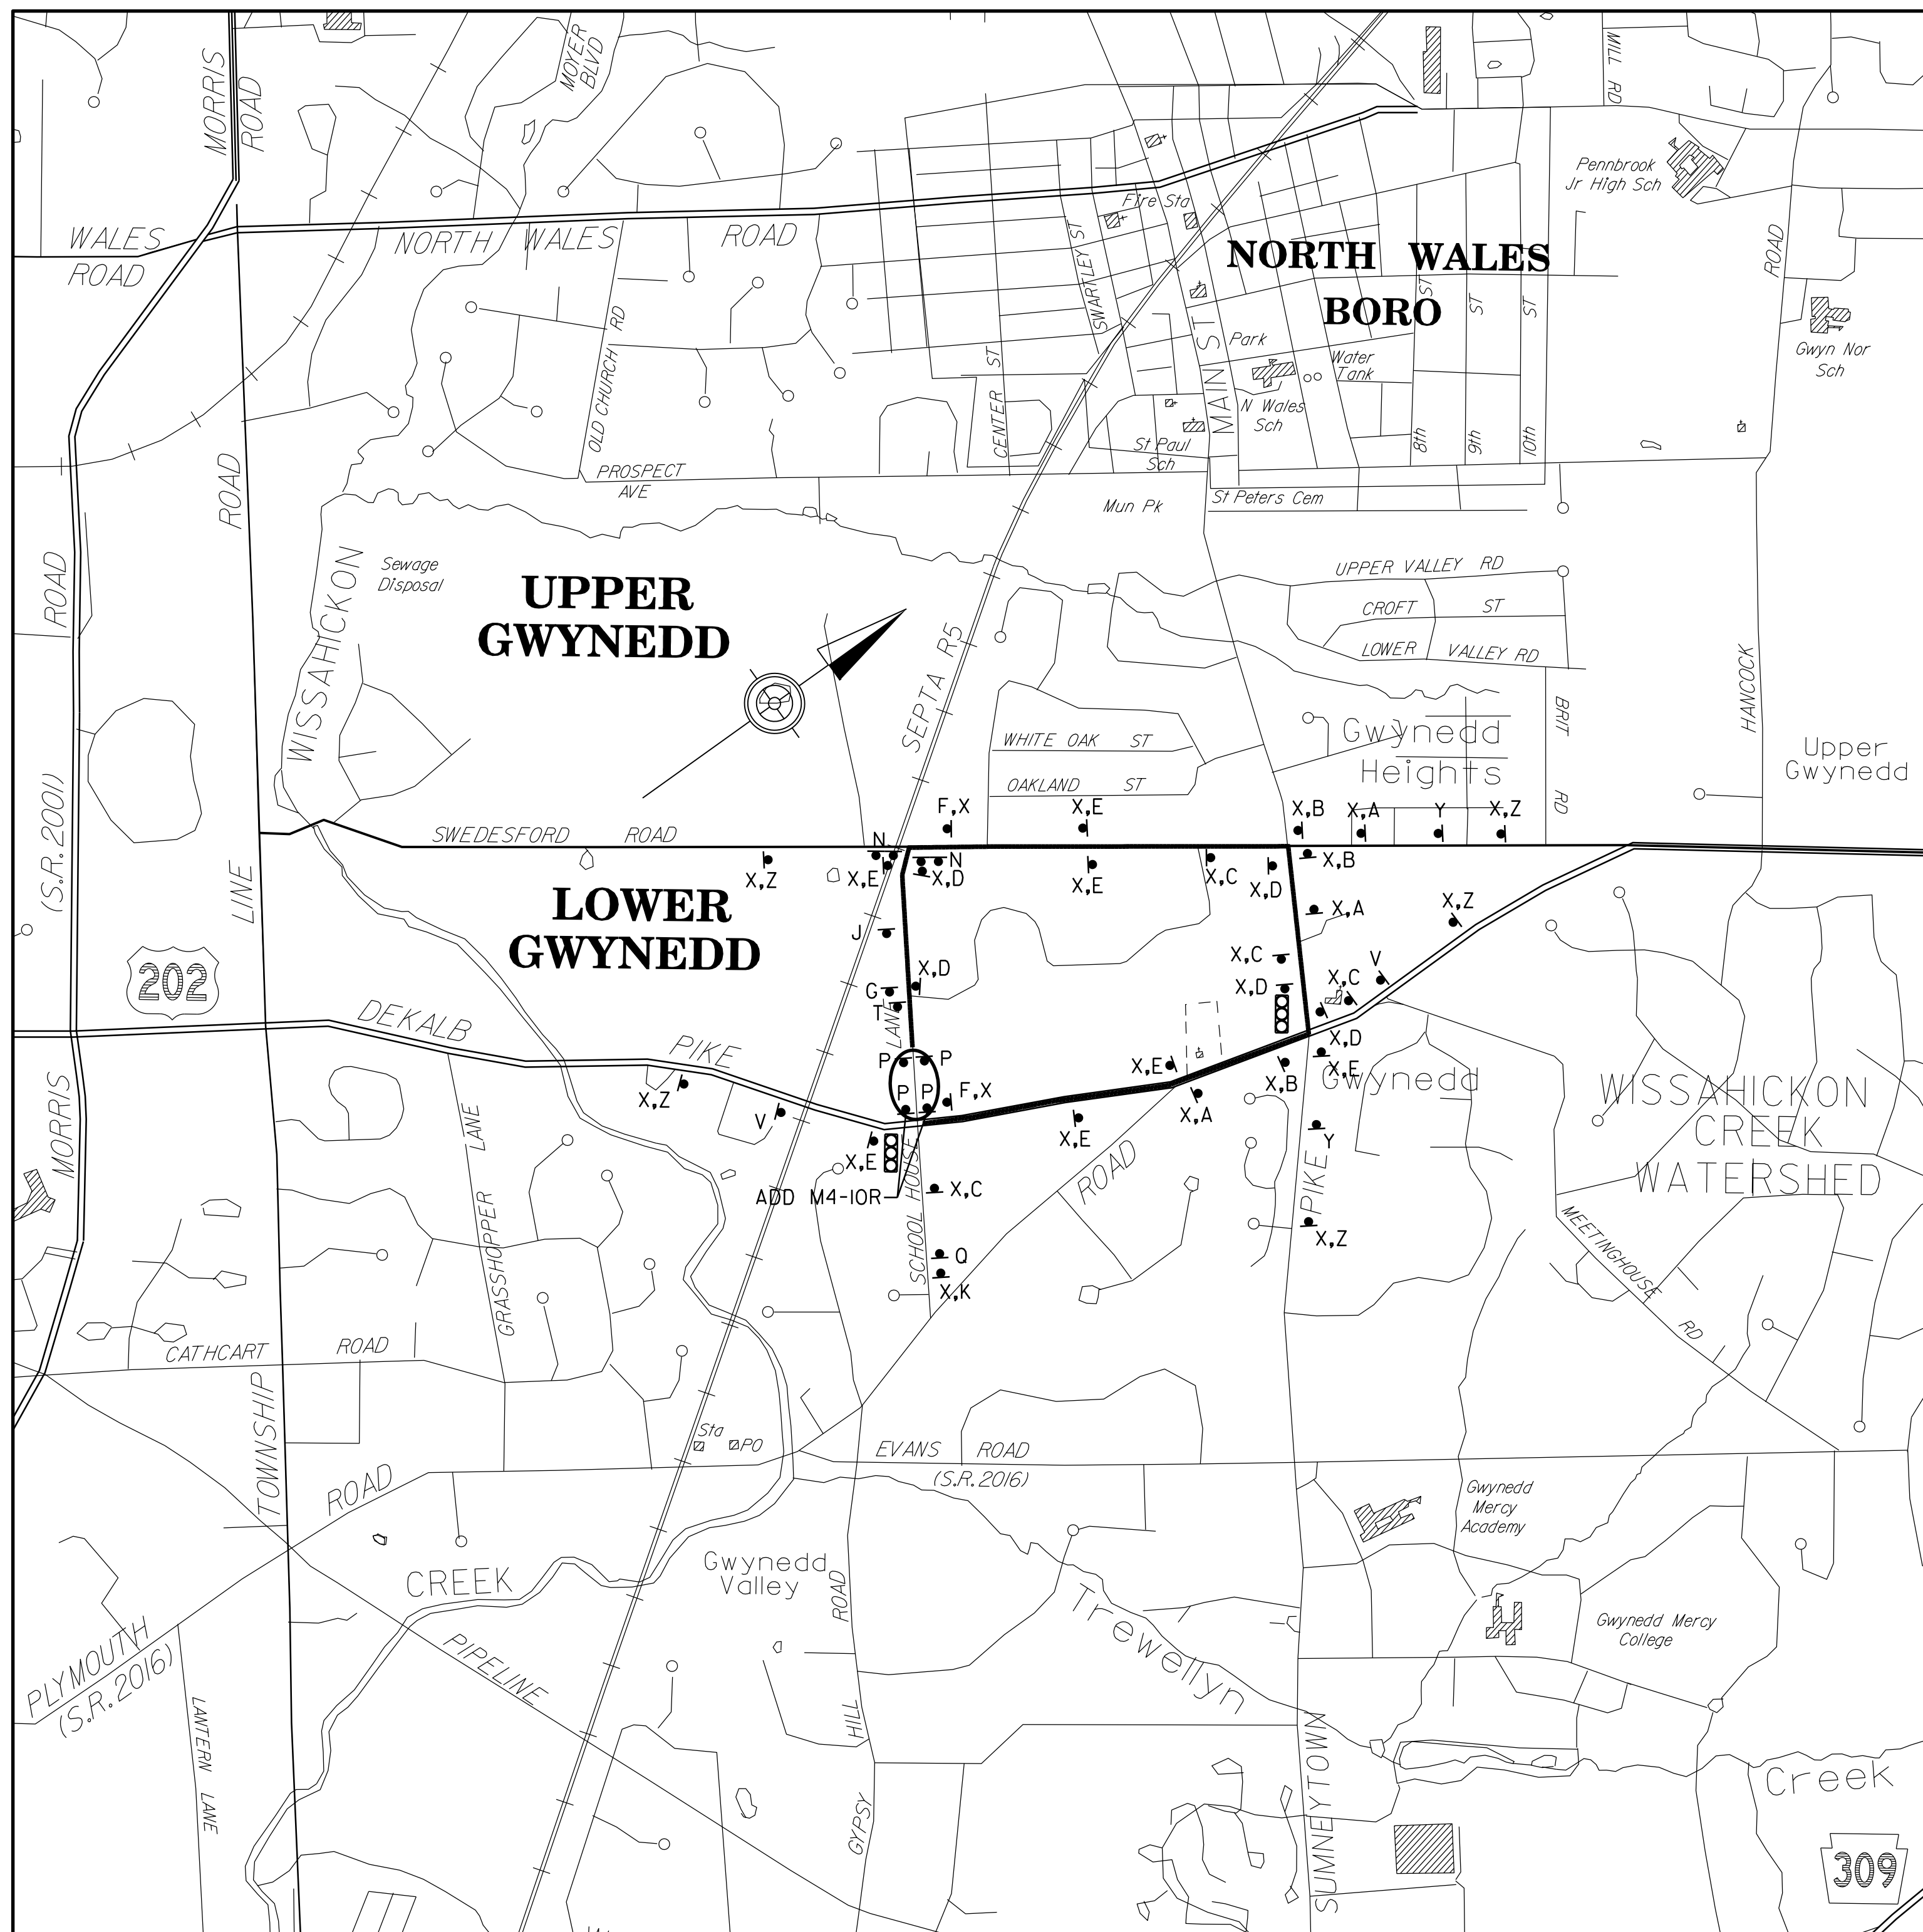 MORRIS
ROAD
MOYER
BLVD
MILL RD
Pennbrook
Jr High Sch
WALES
ROAD
NORTH WALES ROAD
Fire Sta
SWARTLEY ST
NORTH WALES
BORO
ROAD
OLD CHURCH RD
CENTER ST
MAIN ST
Park
Water
Tank
N Wales
Sch
St Paul
Sch
ST
ST
ST
8th
9th
10th
Gwyn Nor
Sch
PROSPECT
AVE
Mun Pk
St Peters Cem
ROAD
ROAD
WISSAHICKON
Sewage
Disposal
UPPER
GWYNEDD
SEPTA R5
UPPER VALLEY RD
CROFT ST
LOWER VALLEY RD
BRIT RD
HANCOCK
WHITE OAK ST
OAKLAND ST
Gwynedd
Heights
Upper
Gwynedd
(S.R.2001)
LINE
SWEDESFORD ROAD
F,X
X,E
X,B
X,A
Y
X,Z
N
N
X,Z
X,E
X,D
X,E
X,C
X,D
X,B
LOWER
GWYNEDD
X,A
X,Z
J
X,D
X,C
V
202
G
T
X,D
X,C
LANE
DEKALB PIKE
P
P
X,E
X,D
X,E
X,B
Gwynedd
X,Z
P
P
F,X
X,A
V
X,E
Y
X,E
WISSAHICKON
CREEK
WATERSHED
MORRIS
GRASSHOPPER LANE
ADD M4-10R
SCHOOL HOUSE
X,C
ROAD
PIKE
Q
X,K
X,Z
MEETINGHOUSE RD
CATHCART ROAD
TOWNSHIP
Sta
PO
EVANS ROAD
(S.R.2016)
ROAD
Gwynedd
Mercy
Academy
CREEK
Gwynedd
Valley
ROAD
Trewellyn
Gwynedd Mercy
College
PLYMOUTH
(S.R.2016)
PIPELINE
LANTERN LANE
HILL
GYPSY
SUMNEYTOWN
Creek
309